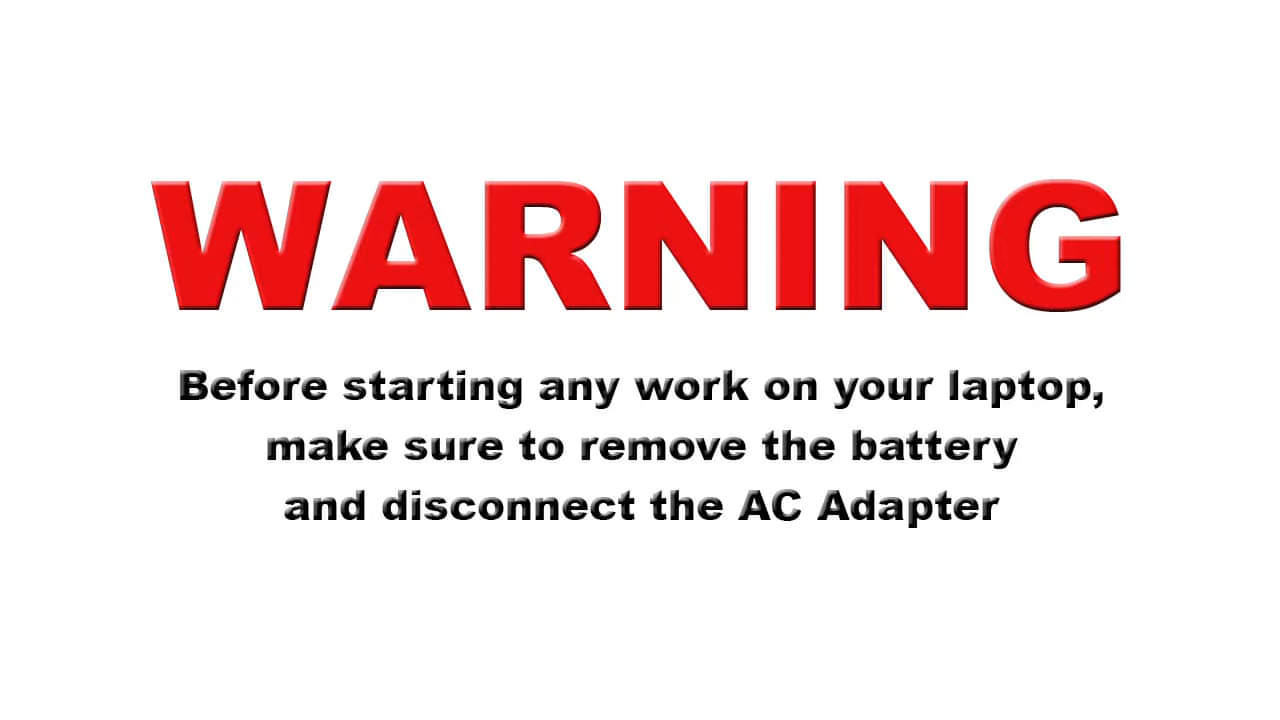 WARNING
Before starting any work on your laptop,
make sure to remove the battery
and disconnect the AC Adapter